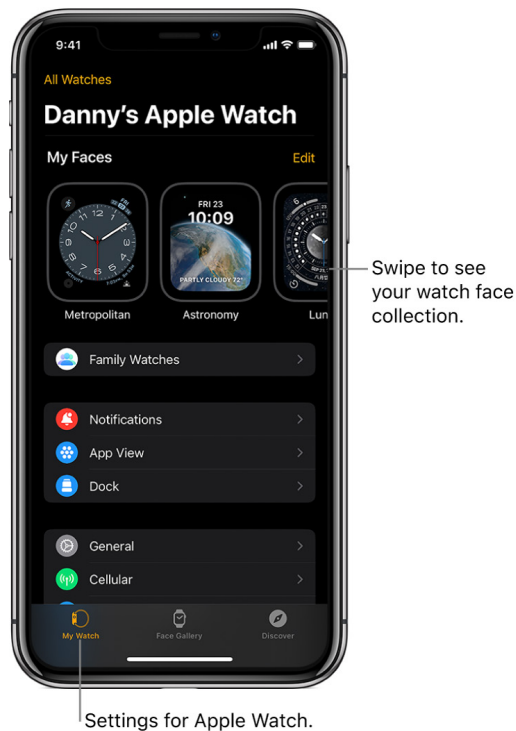 9:41
All Watches
Danny's Apple Watch
My Faces
Edit
FRI 23
10:09
PARTLY CLOUDY 72°
Metropolitan
Astronomy
Lun
Swipe to see
your watch face
collection.
Family Watches
Notifications
App View
Dock
General
Cellular
My Watch
Face Gallery
Discover
Settings for Apple Watch.